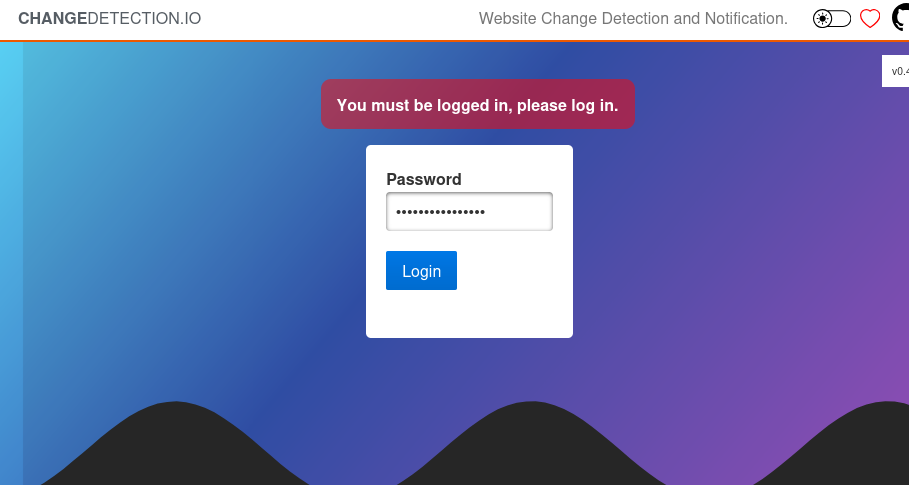 CHANGEDETECTION.IO
Website Change Detection and Notification.
v0.4
You must be logged in, please log in.
Password
••••••••••••••••
Login